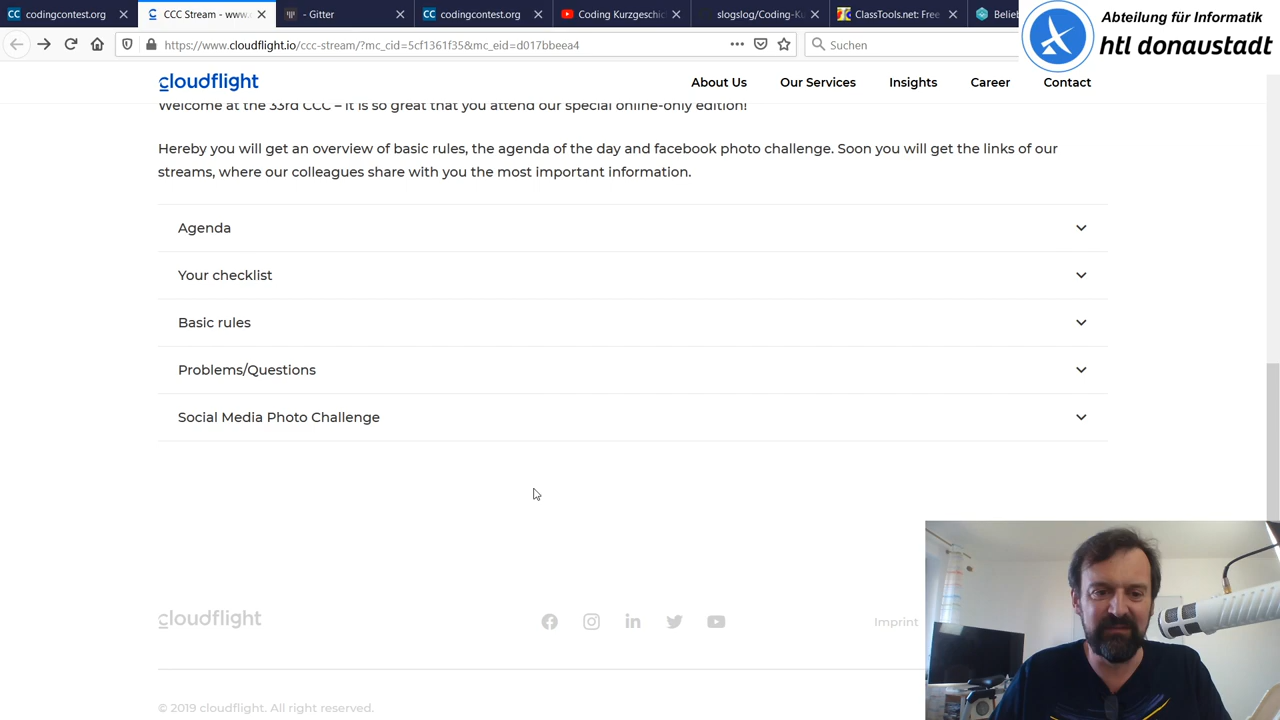 codingcontest.org
CCC Stream - www.
- Gitter
codingcontest.org
Coding Kurzgeschic
slogslog/Coding-Ku
ClassTools.net: Free
Belieb
https://www.cloudflight.io/ccc-stream/?mc_cid=5cf1361f35&mc_eid=d017bbeea4
Suchen
Abteilung für Informatik
htl donaustadt
cloudflight
About Us
Our Services
Insights
Career
Contact
Welcome at the 33rd CCC – it is so great that you attend our special online-only edition!
Hereby you will get an overview of basic rules, the agenda of the day and facebook photo challenge. Soon you will get the links of our
streams, where our colleagues share with you the most important information.
Agenda
Your checklist
Basic rules
Problems/Questions
Social Media Photo Challenge
cloudflight
Imprint
© 2019 cloudflight. All right reserved.